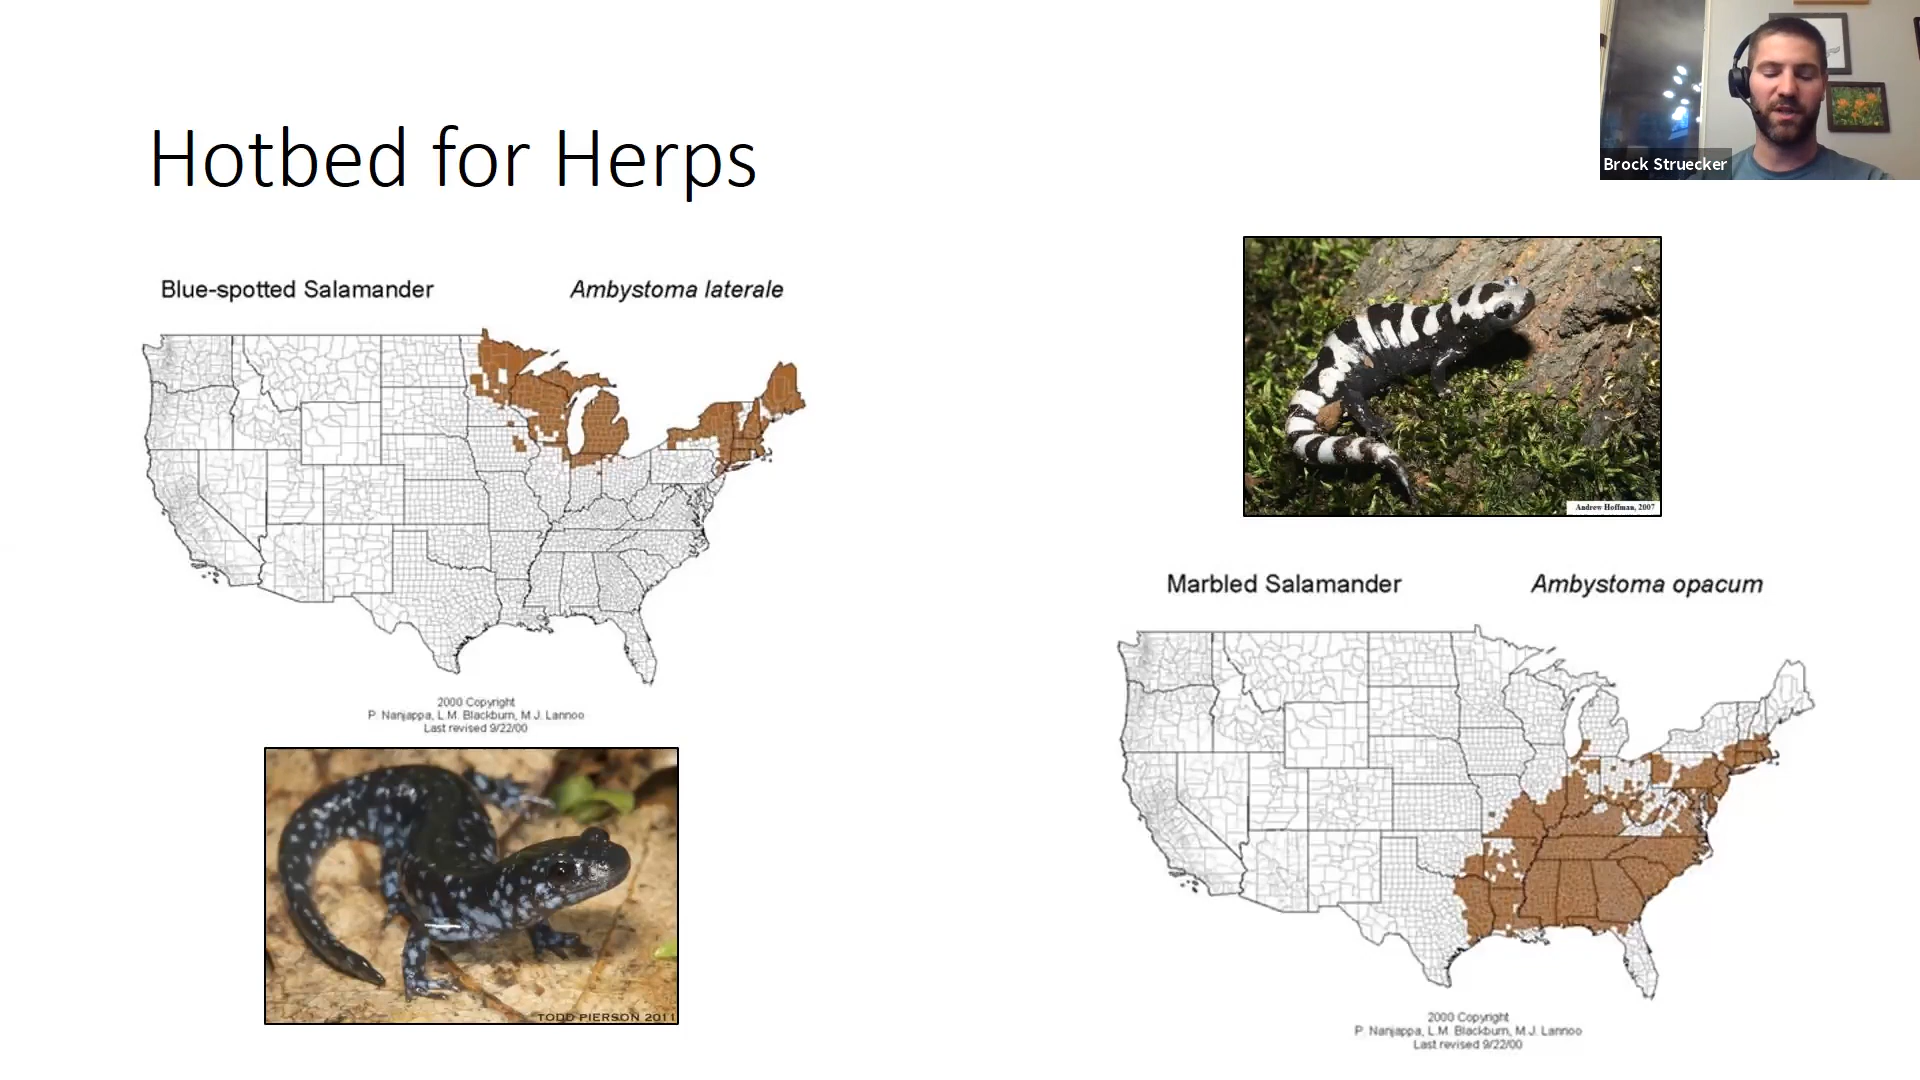 Hotbed for Herps
Brock Struecker
Blue-spotted Salamander
Ambystoma laterale
2000 Copyright
P. Nanjappa, L.M. Blackburn, M.J. Lannoo
Last revised 9/22/00
TODD PIERSON 2011
Andrew Hoffman, 2007
Marbled Salamander
Ambystoma opacum
2000 Copyright
P. Nanjappa, L.M. Blackburn, M.J. Lannoo
Last revised 9/22/00